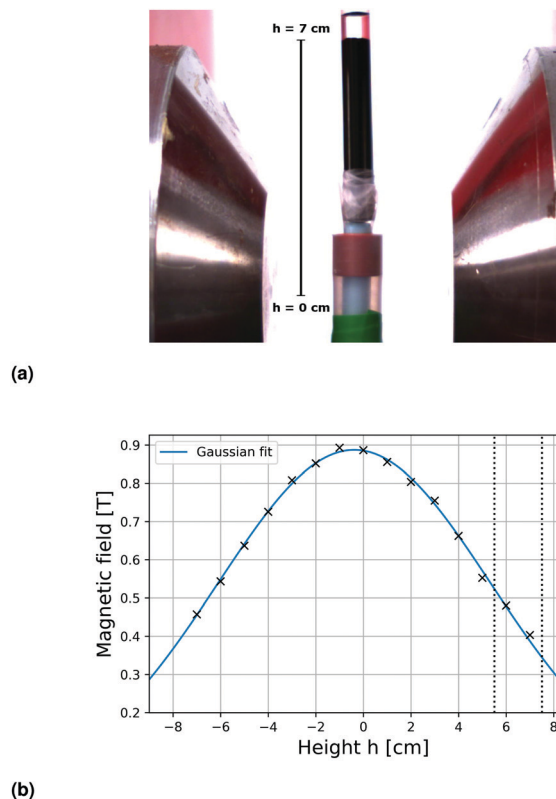 h = 7 cm
h = 0 cm
(a)
Gaussian fit
Magnetic field [T]
0.9
0.8
0.7
0.6
0.5
0.4
0.3
0.2
−8 −6 −4 −2 0 2 4 6 8
Height h [cm]
(b)